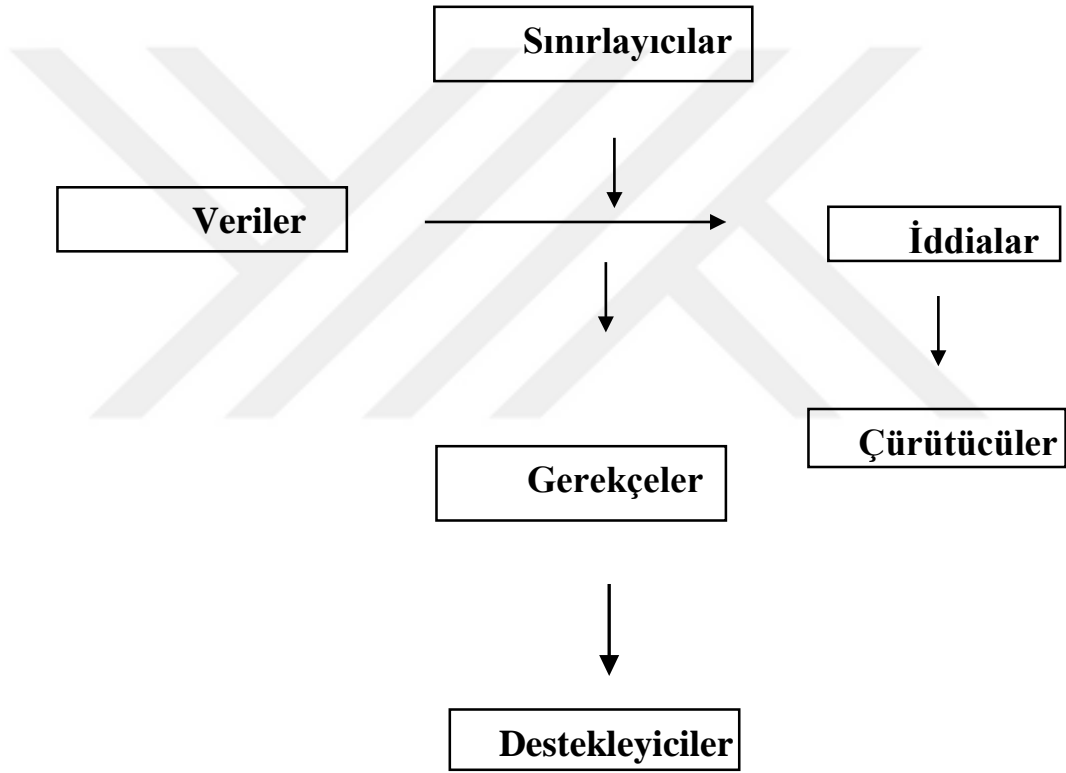 Sınırlayıcılar
Veriler
İddialar
Çürütücüler
Gerekçeler
Destekleyiciler